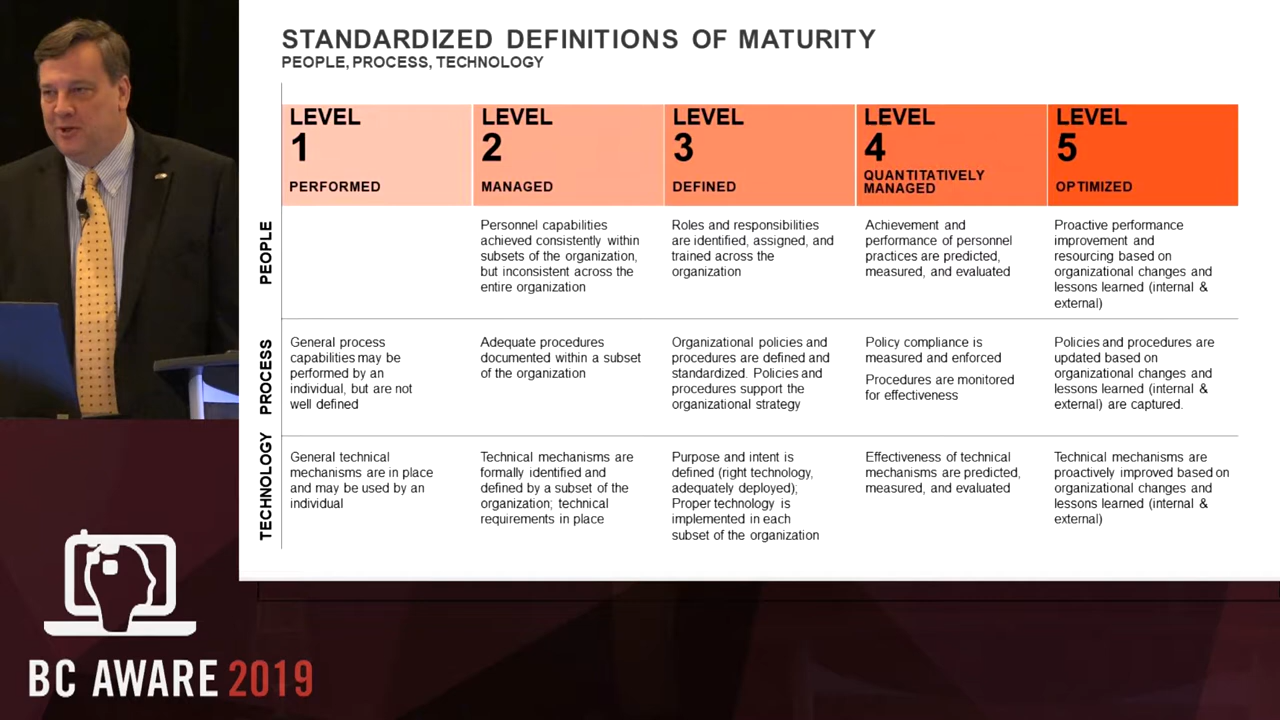 STANDARDIZED DEFINITIONS OF MATURITY
PEOPLE, PROCESS, TECHNOLOGY
LEVEL
1
PERFORMED
LEVEL
2
MANAGED
LEVEL
3
DEFINED
LEVEL
4
QUANTITATIVELY
MANAGED
LEVEL
5
OPTIMIZED
PEOPLE
Personnel capabilities
achieved consistently within
subsets of the organization,
but inconsistent across the
entire organization
Roles and responsibilities
are identified, assigned, and
trained across the
organization
Achievement and
performance of personnel
practices are predicted,
measured, and evaluated
Proactive performance
improvement and
resourcing based on
organizational changes and
lessons learned (internal &
external)
PROCESS
General process
capabilities may be
performed by an
individual, but are not
well defined
Adequate procedures
documented within a subset
of the organization
Organizational policies and
procedures are defined and
standardized. Policies and
procedures support the
organizational strategy
Policy compliance is
measured and enforced
Procedures are monitored
for effectiveness
Policies and procedures are
updated based on
organizational changes and
lessons learned (internal &
external) are captured.
TECHNOLOGY
General technical
mechanisms are in place
and may be used by an
individual
Technical mechanisms are
formally identified and
defined by a subset of the
organization; technical
requirements in place
Purpose and intent is
defined (right technology,
adequately deployed);
Proper technology is
implemented in each
subset of the organization
Effectiveness of technical
mechanisms are predicted,
measured, and evaluated
Technical mechanisms are
proactively improved based on
organizational changes and
lessons learned (internal &
external)
BC AWARE 2019